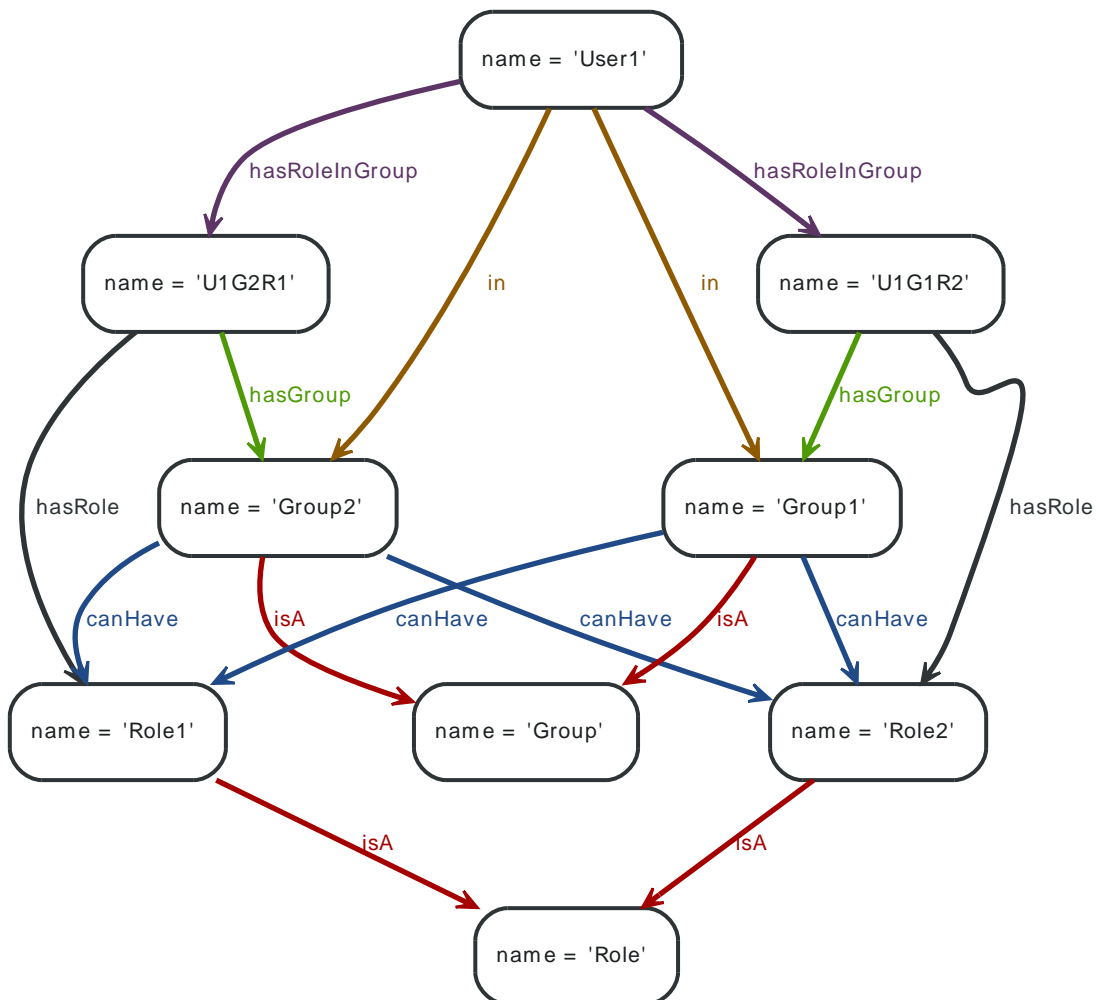 name = 'User1'
hasRoleInGroup
hasRoleInGroup
name = 'U1G2R1'
in
in
name = 'U1G1R2'
hasGroup
hasGroup
hasRole
name = 'Group2'
name = 'Group1'
hasRole
canHave
isA
canHave
canHave
isA
canHave
name = 'Role1'
name = 'Group'
name = 'Role2'
isA
isA
name = 'Role'